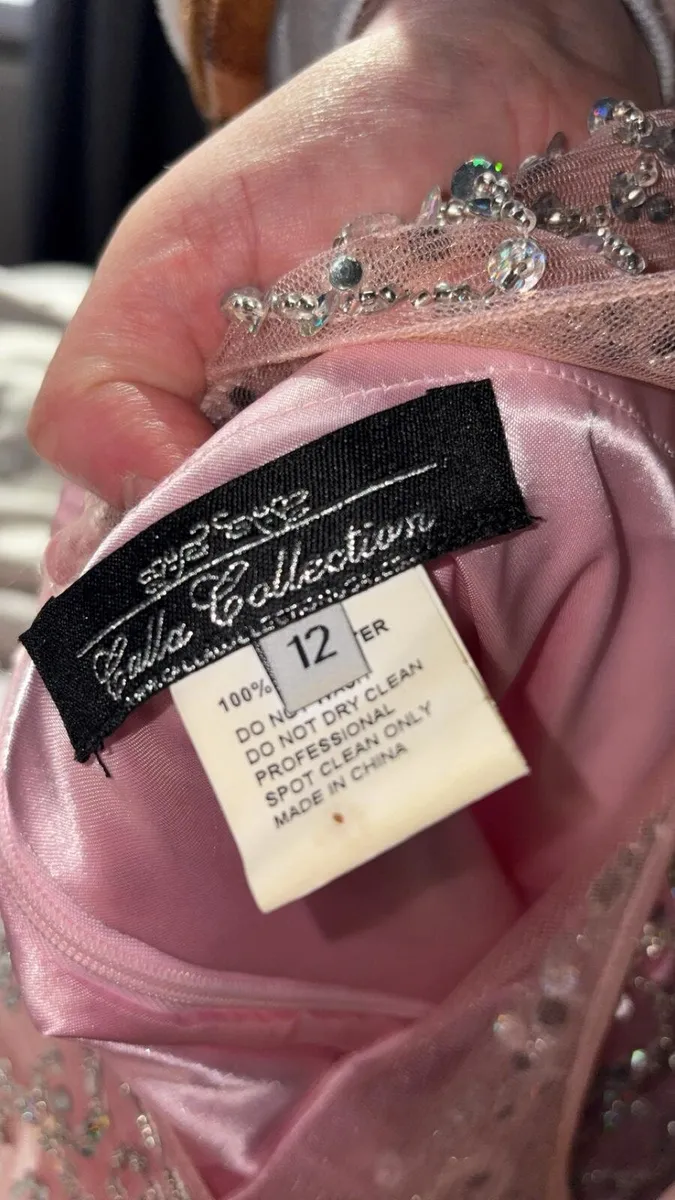 Calla Collection
12
100%
DO NOT WASH
DO NOT DRY CLEAN
PROFESSIONAL
SPOT CLEAN ONLY
MADE IN CHINA